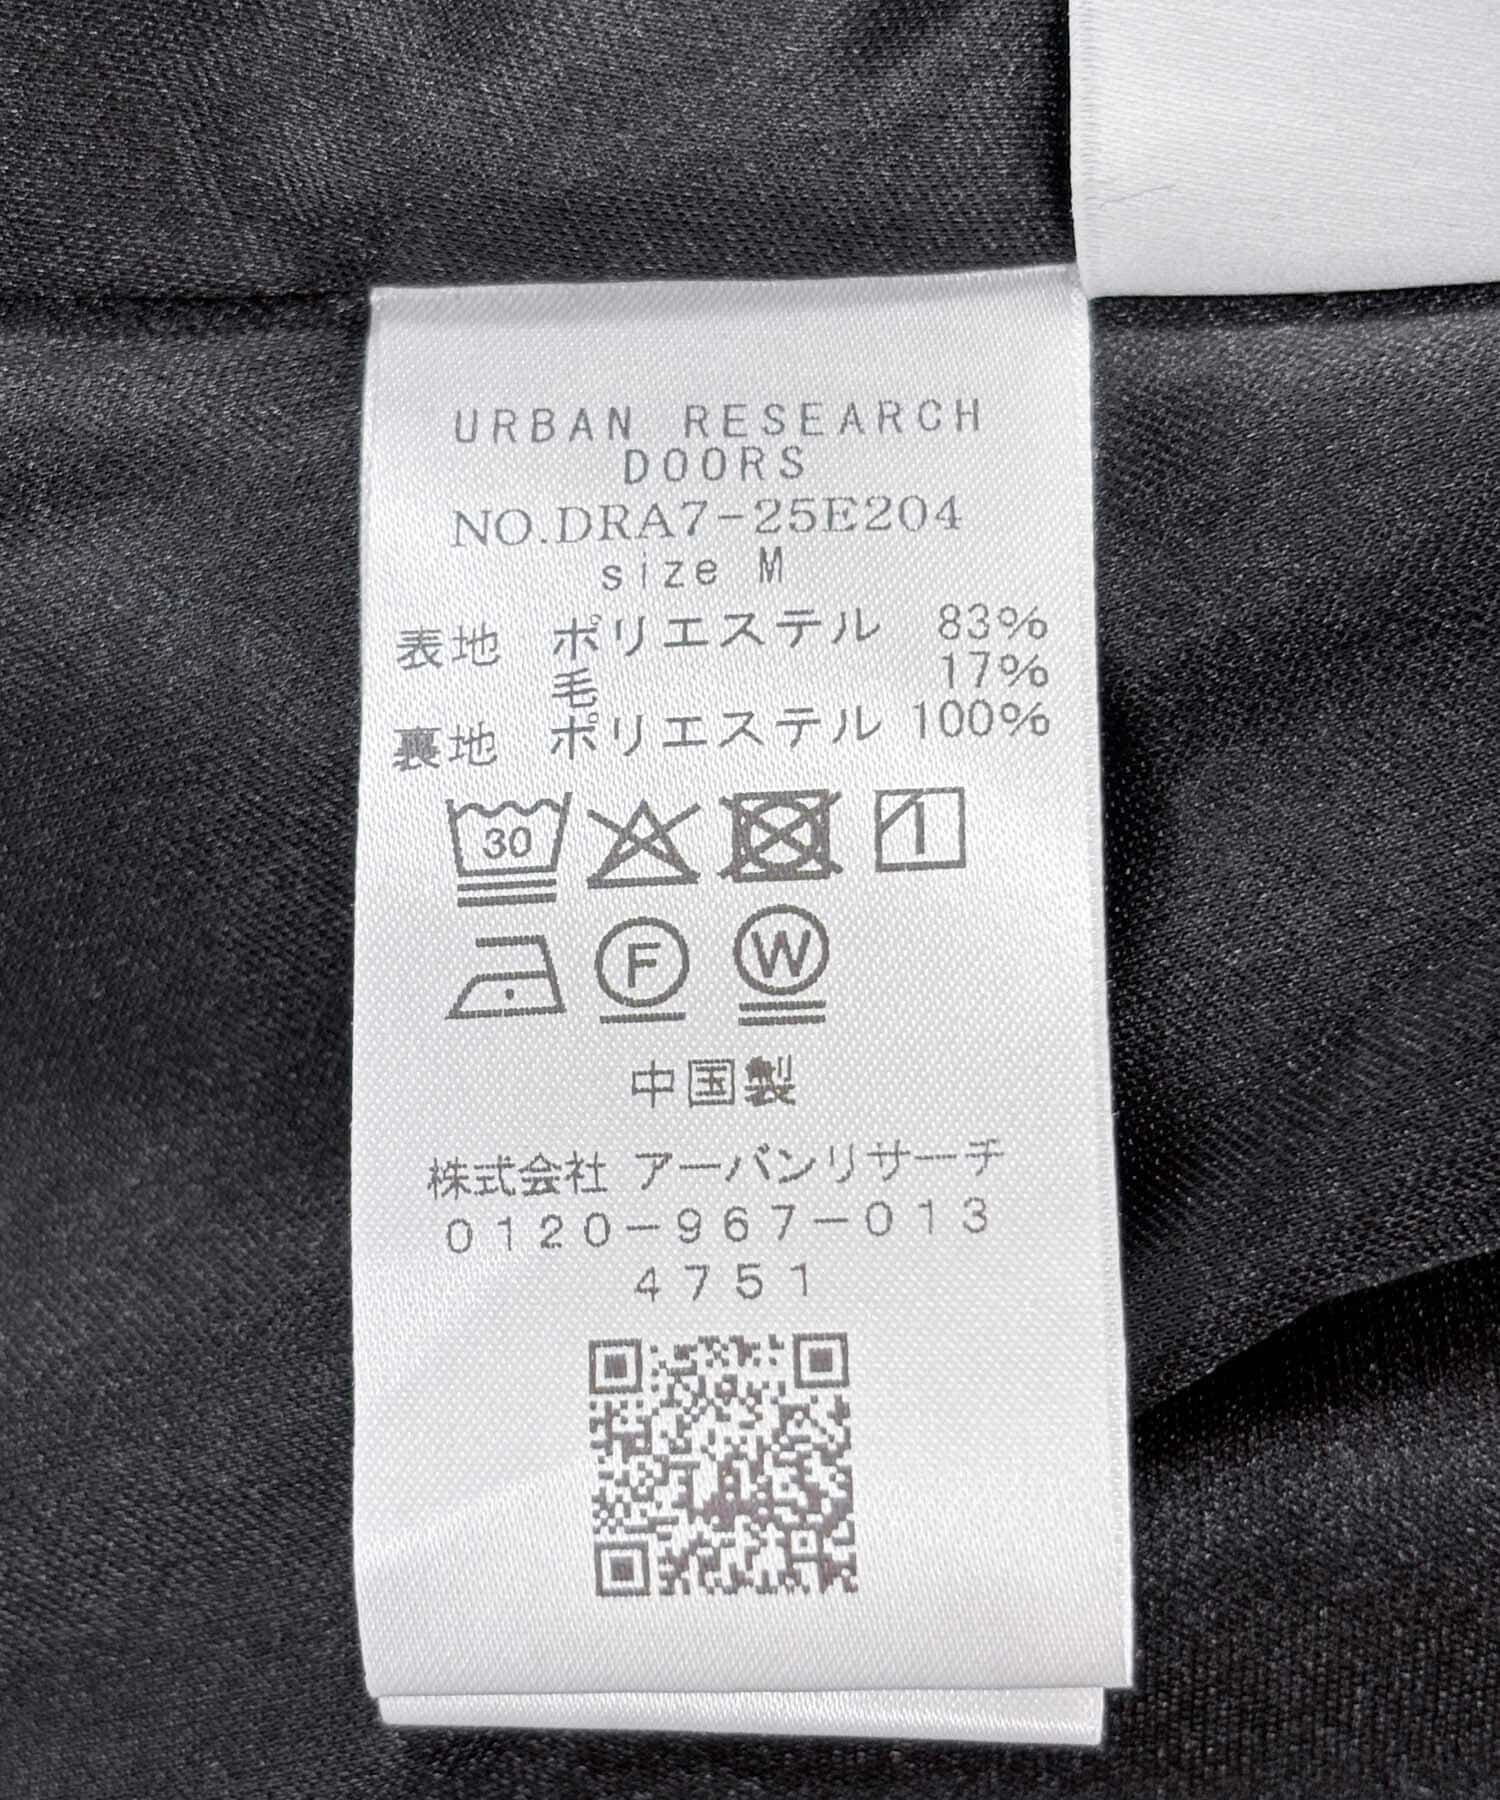 URBAN RESEARCH
DOORS
NO.DRA7-25E204
size M
表地 ポリエステル 83%
毛 17%
裏地 ポリエステル 100%
30
F W
中国製
株式会社 アーバンリサーチ
0120-967-013
4751